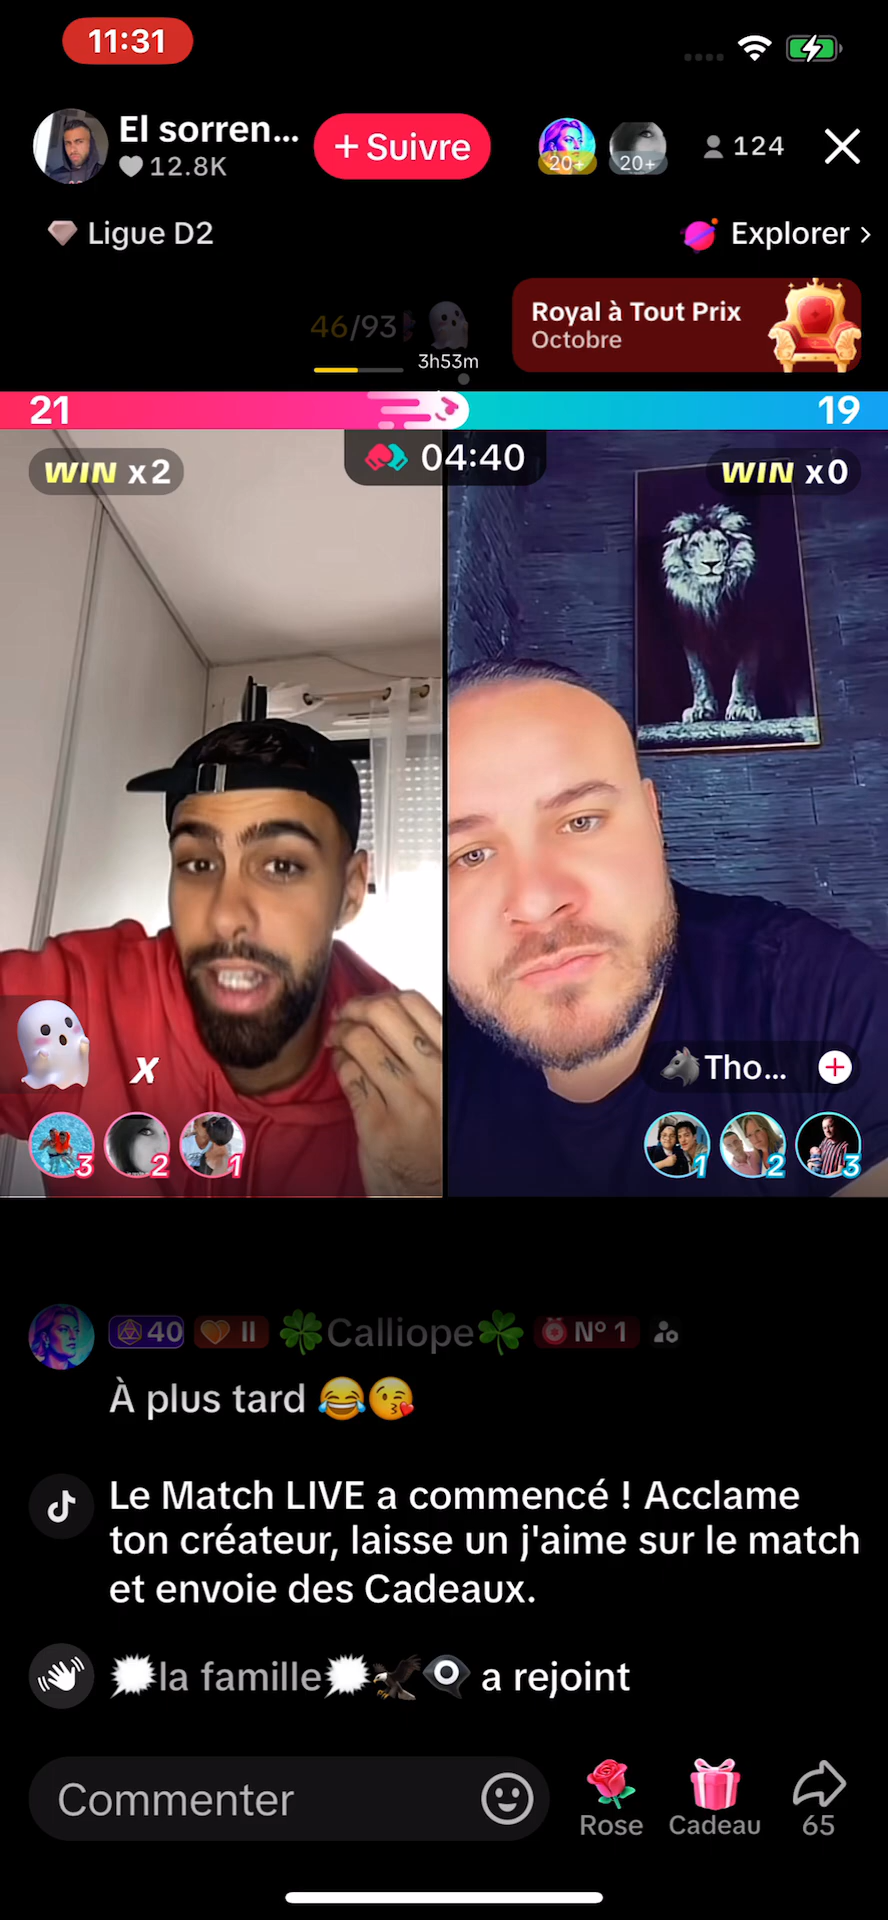 11:31
El sorren...
12.8K
+ Suivre
20+
20+
124
Ligue D2
Explorer >
46/93
3h53m
Royal à Tout Prix
Octobre
21
19
WIN x2
04:40
WIN x0
x
Tho...
3
2
1
1
2
3
40
II
🍀Calliope🍀
N° 1
À plus tard 😂😘
Le Match LIVE a commencé ! Acclame
ton créateur, laisse un j'aime sur le match
et envoie des Cadeaux.
la famille
a rejoint
Commenter
Rose
Cadeau
65